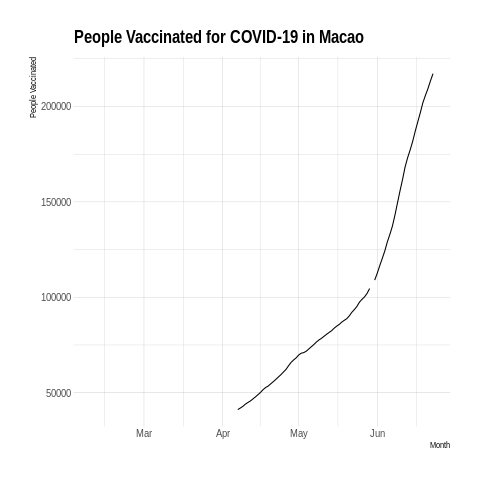 People Vaccinated for COVID-19 in Macao
People Vaccinated
200000
150000
100000
50000
Mar Apr May Jun
Month